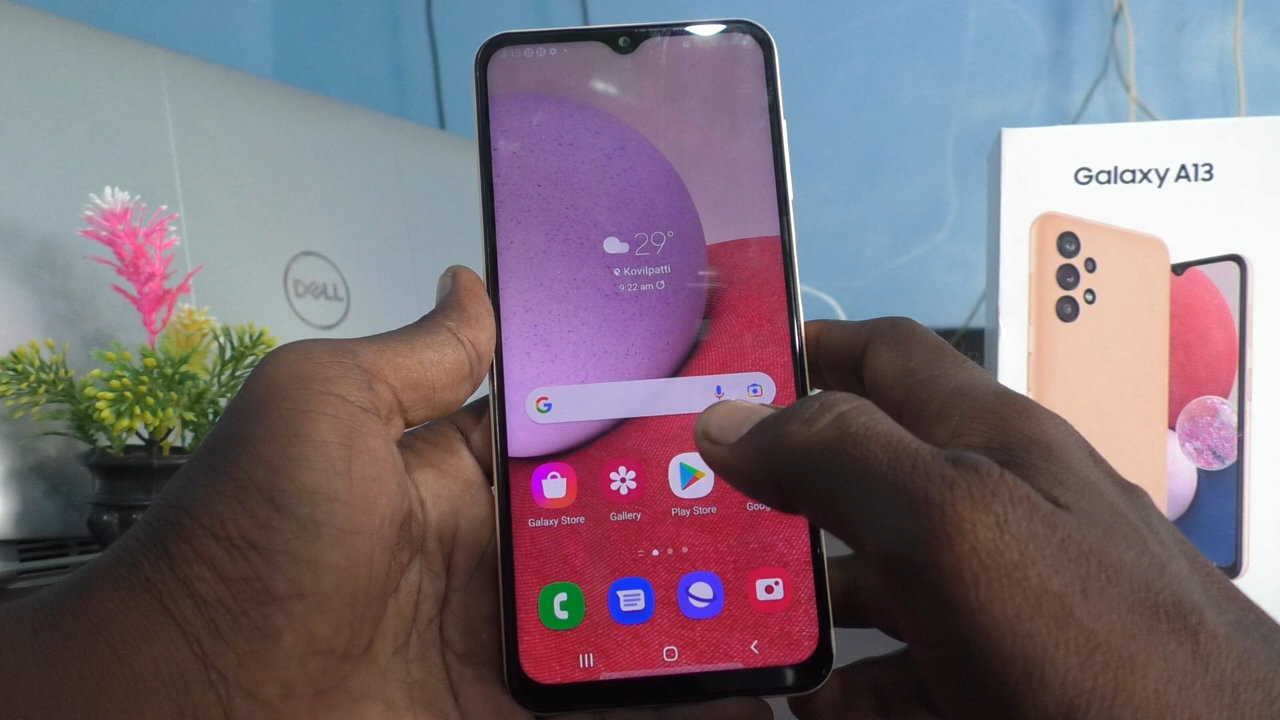 DELL
29°
Kovilpatti
9:22 am
Galaxy Store
Gallery
Play Store
Galaxy A13